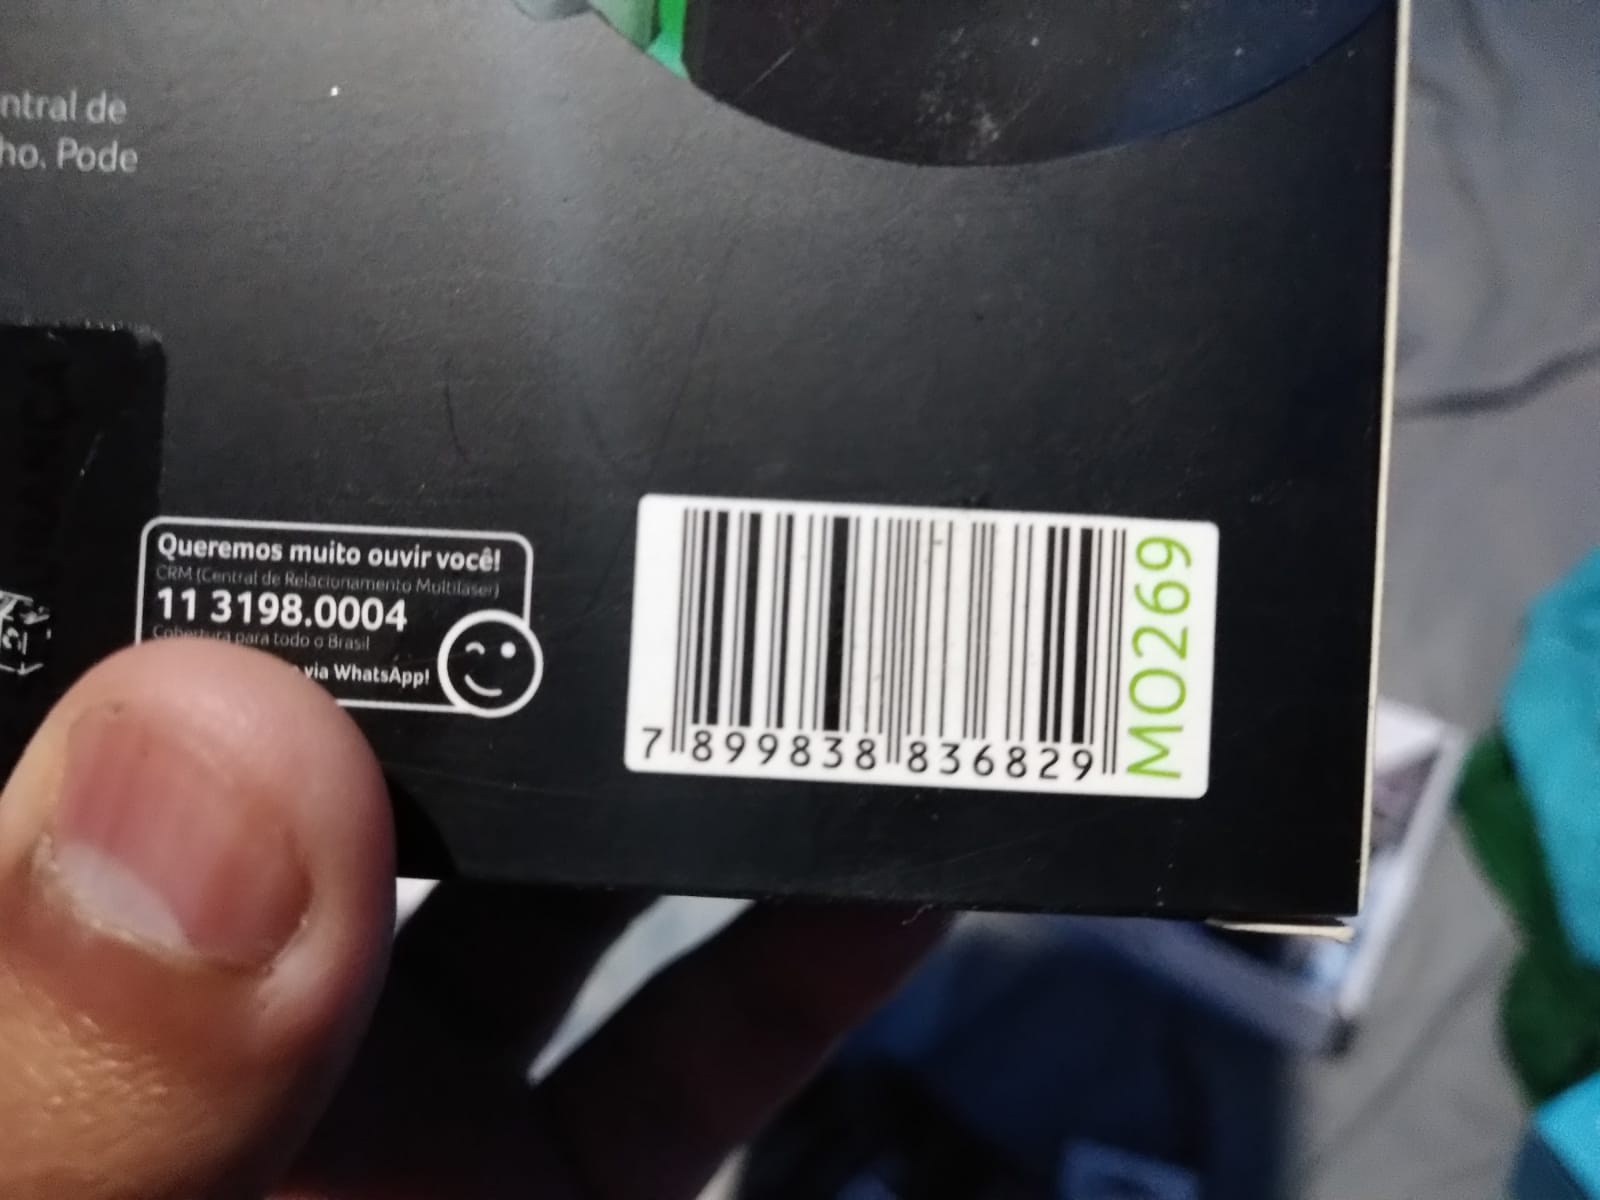 ntral de
ho. Pode
Queremos muito ouvir você!
CRM (Central de Relacionamento Multilaser)
11 3198.0004
Cobertura para todo o Brasil
via WhatsApp!
7 899838 836829
MO269